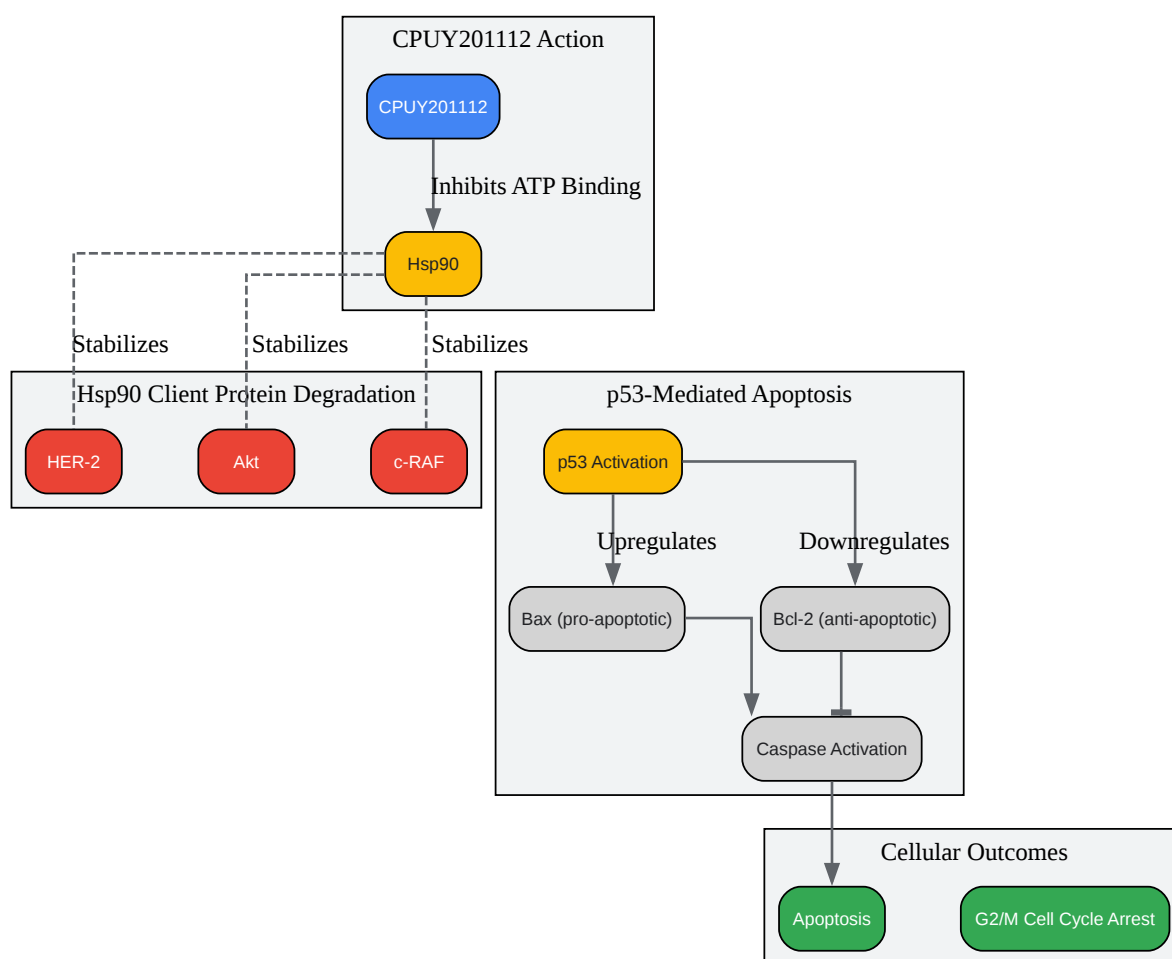 CPUY201112 Action
CPUY201112
Inhibits ATP Binding
Hsp90
Stabilizes
Stabilizes
Stabilizes
Hsp90 Client Protein Degradation
HER-2
Akt
c-RAF
p53-Mediated Apoptosis
p53 Activation
Upregulates
Downregulates
Bax (pro-apoptotic)
Bcl-2 (anti-apoptotic)
Caspase Activation
Cellular Outcomes
Apoptosis
G2/M Cell Cycle Arrest